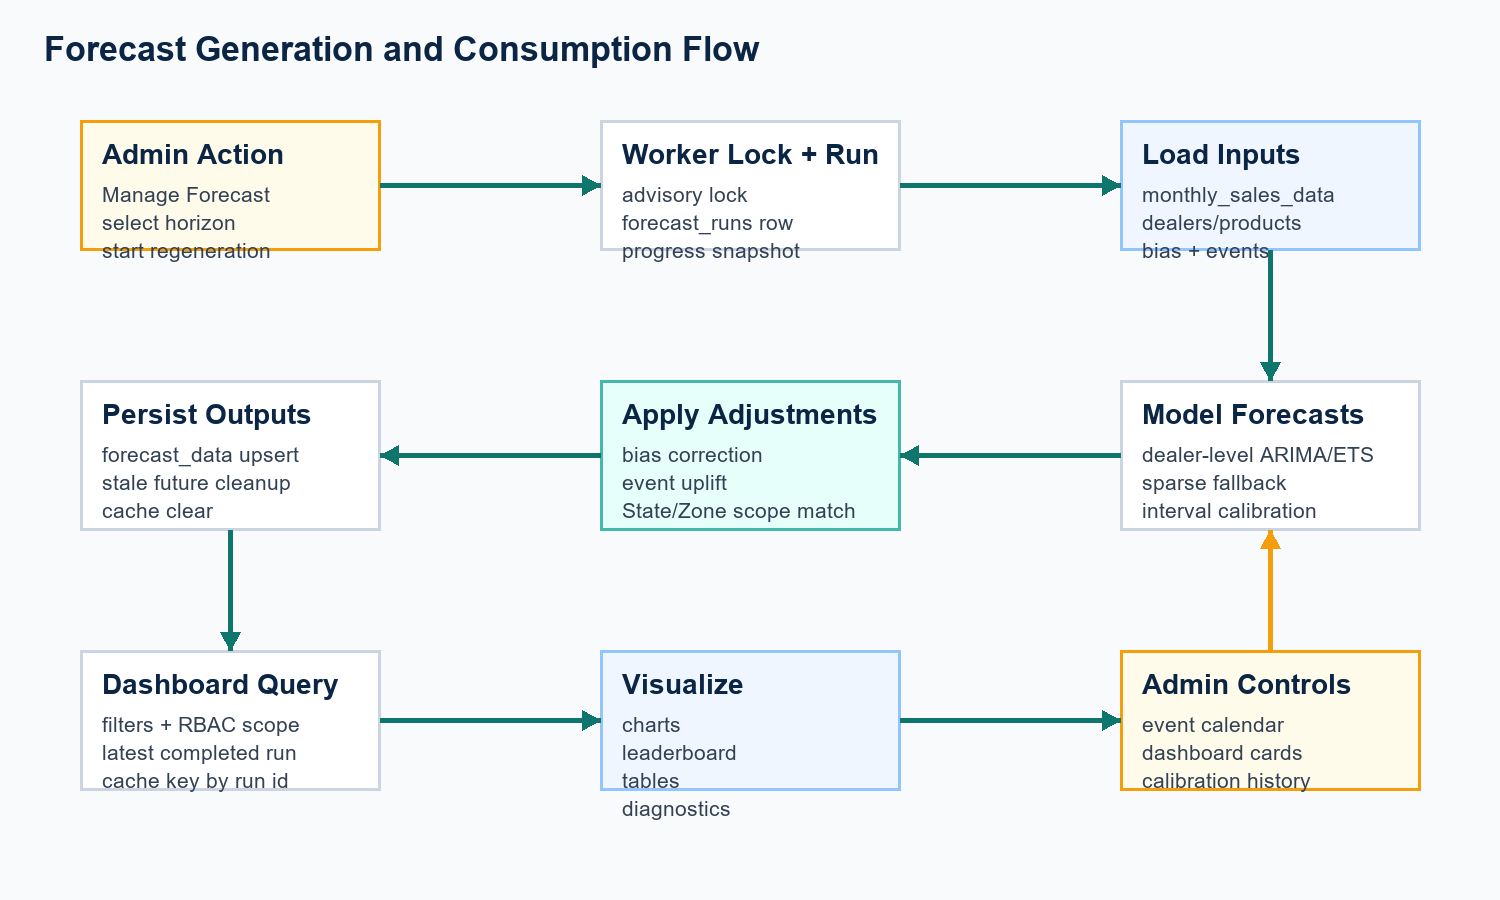 Forecast Generation and Consumption Flow
Admin Action
Manage Forecast
select horizon
start regeneration
Worker Lock + Run
advisory lock
forecast_runs row
progress snapshot
Load Inputs
monthly_sales_data
dealers/products
bias + events
Persist Outputs
forecast_data upsert
stale future cleanup
cache clear
Apply Adjustments
bias correction
event uplift
State/Zone scope match
Model Forecasts
dealer-level ARIMA/ETS
sparse fallback
interval calibration
Dashboard Query
filters + RBAC scope
latest completed run
cache key by run id
Visualize
charts
leaderboard
tables
diagnostics
Admin Controls
event calendar
dashboard cards
calibration history